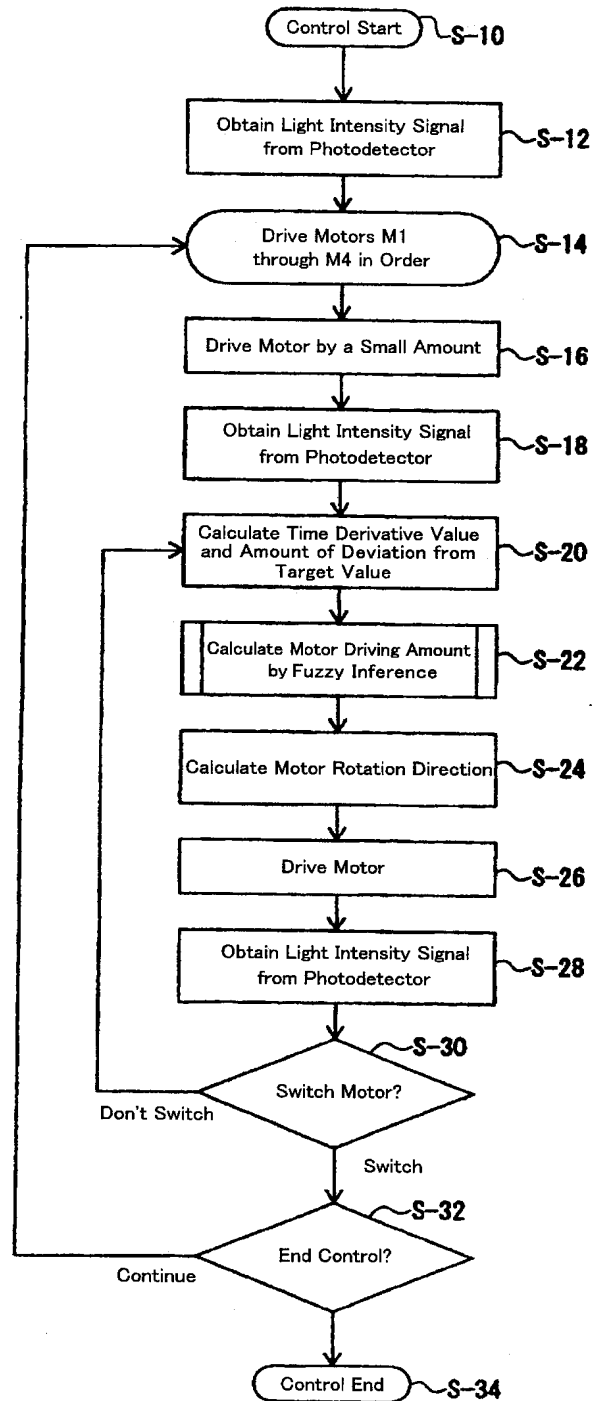 Control Start
S-10
Obtain Light Intensity Signal
from Photodetector
S-12
Drive Motors M1
through M4 in Order
S-14
Drive Motor by a Small Amount
S-16
Obtain Light Intensity Signal
from Photodetector
S-18
Calculate Time Derivative Value
and Amount of Deviation from
Target Value
S-20
Calculate Motor Driving Amount
by Fuzzy Inference
S-22
Calculate Motor Rotation Direction
S-24
Drive Motor
S-26
Obtain Light Intensity Signal
from Photodetector
S-28
S-30
Switch Motor?
Don't Switch
Switch
S-32
End Control?
Continue
Control End
S-34